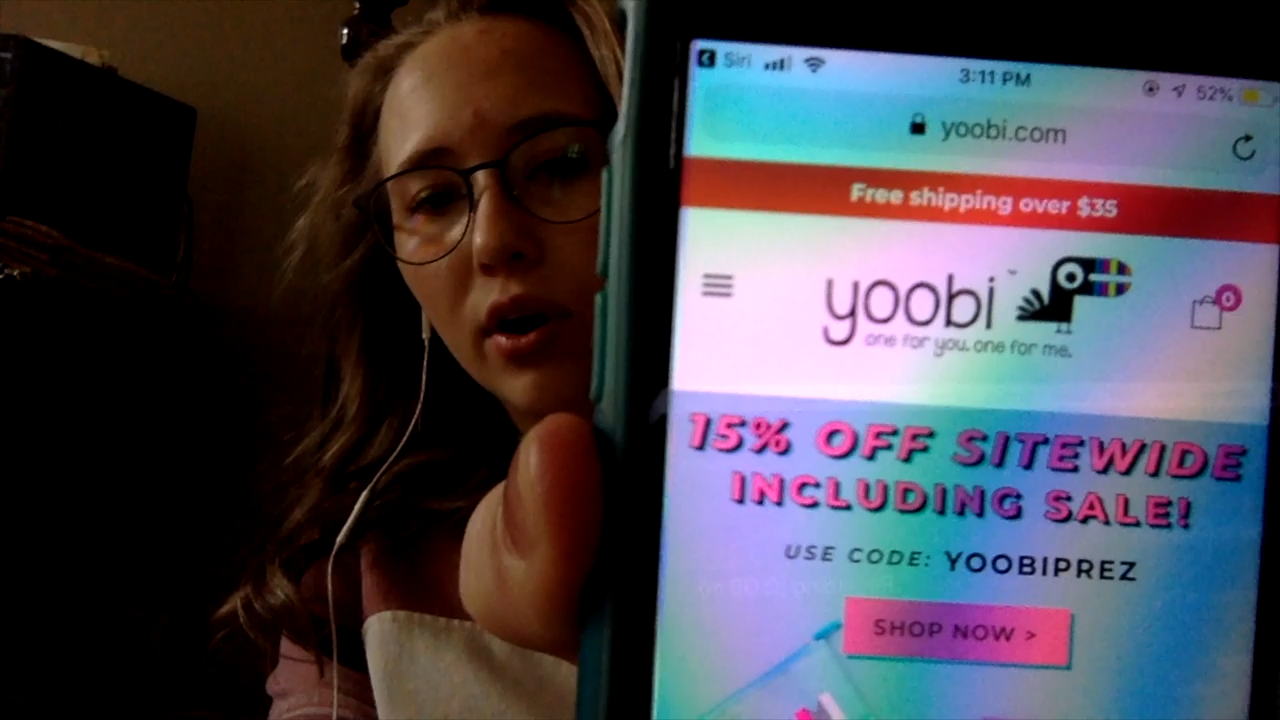 Siri 3:11 PM 52%
yoobi.com
Free shipping over $35
yoobi™ 0
one for you. one for me.
15% OFF SITEWIDE
INCLUDING SALE!
USE CODE: YOOBIPREZ
SHOP NOW >